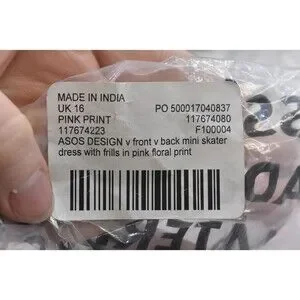 MADE IN INDIA
UK 16 PO 500017040837
PINK PRINT 117674080
117674223 F100004
ASOS DESIGN v front v back mini skater
dress with frills in pink floral print